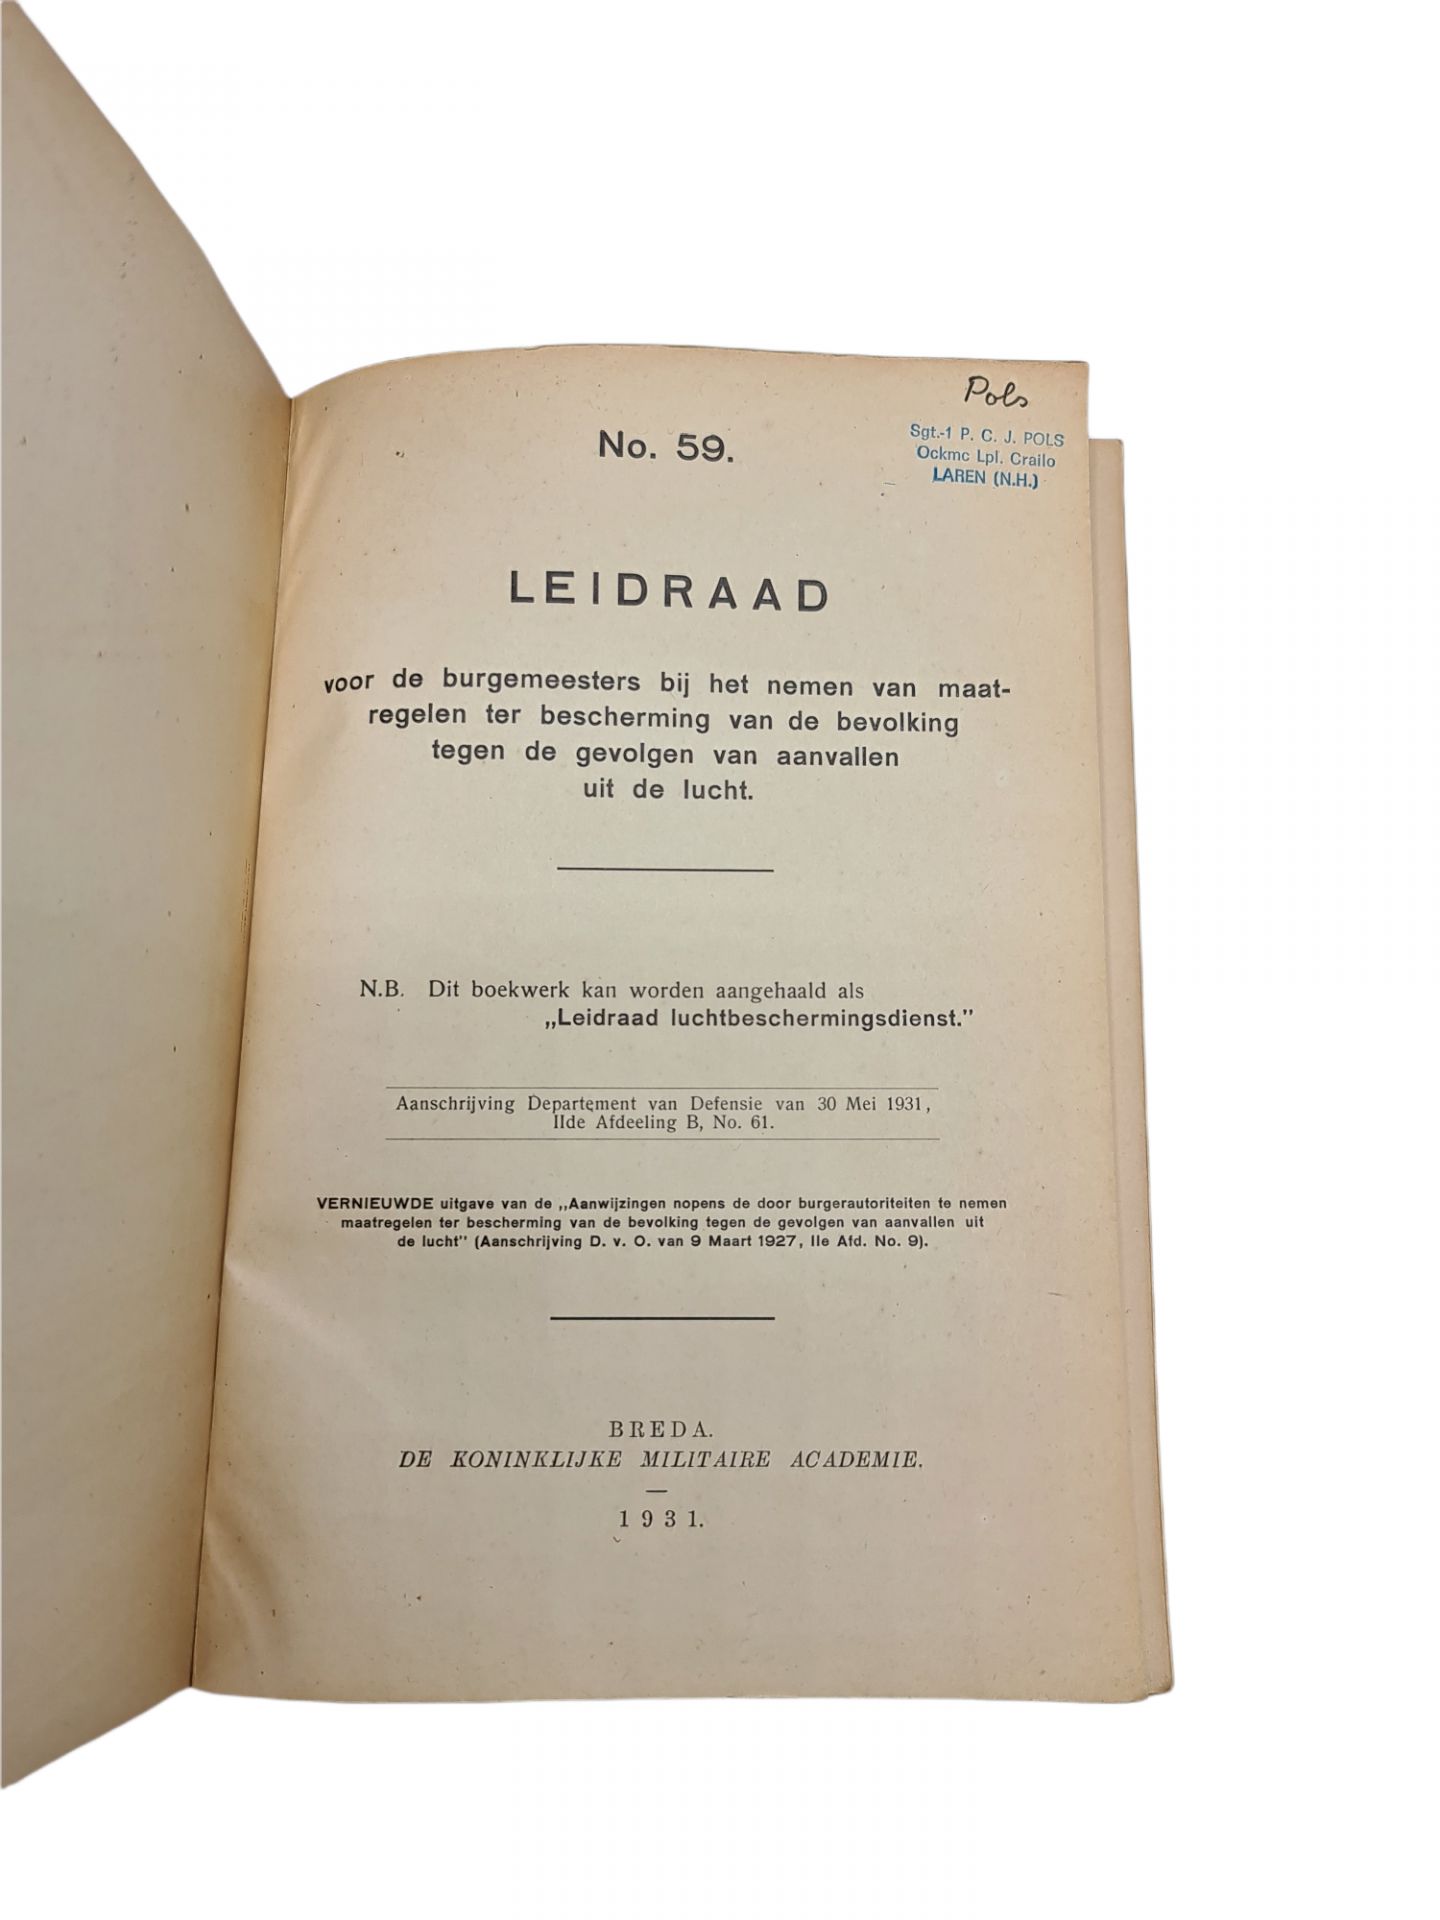 Pols
Sgt.-1 P. C. J. POLS
Ockmc Lpl. Crailo
LAREN (N.H.)
No. 59.
LEIDRAAD
voor de burgemeesters bij het nemen van maat-
regelen ter bescherming van de bevolking
tegen de gevolgen van aanvallen
uit de lucht.
N.B. Dit boekwerk kan worden aangehaald als
„Leidraad luchtbeschermingsdienst.”
Aanschrijving Departement van Defensie van 30 Mei 1931,
IIde Afdeeling B, No. 61.
VERNIEUWDE uitgave van de „Aanwijzingen nopens de door burgerautoriteiten te nemen
maatregelen ter bescherming van de bevolking tegen de gevolgen van aanvallen uit
de lucht” (Aanschrijving D. v. O. van 9 Maart 1927, IIe Afd. No. 9).
BREDA.
DE KONINKLIJKE MILITAIRE ACADEMIE.
1931.